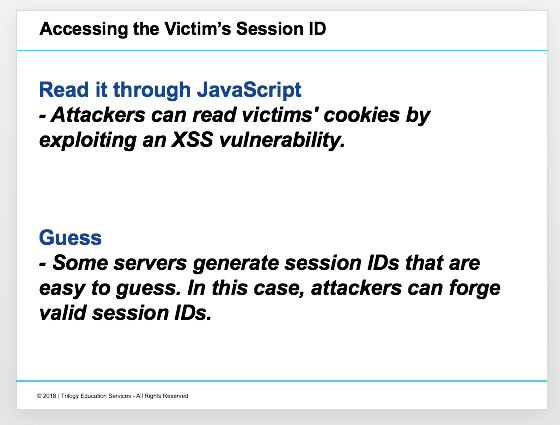 Accessing the Victim’s Session ID
Read it through JavaScript
- Attackers can read victims' cookies by
exploiting an XSS vulnerability.
Guess
- Some servers generate session IDs that are
easy to guess. In this case, attackers can forge
valid session IDs.
© 2018 | Trilogy Education Services - All Rights Reserved